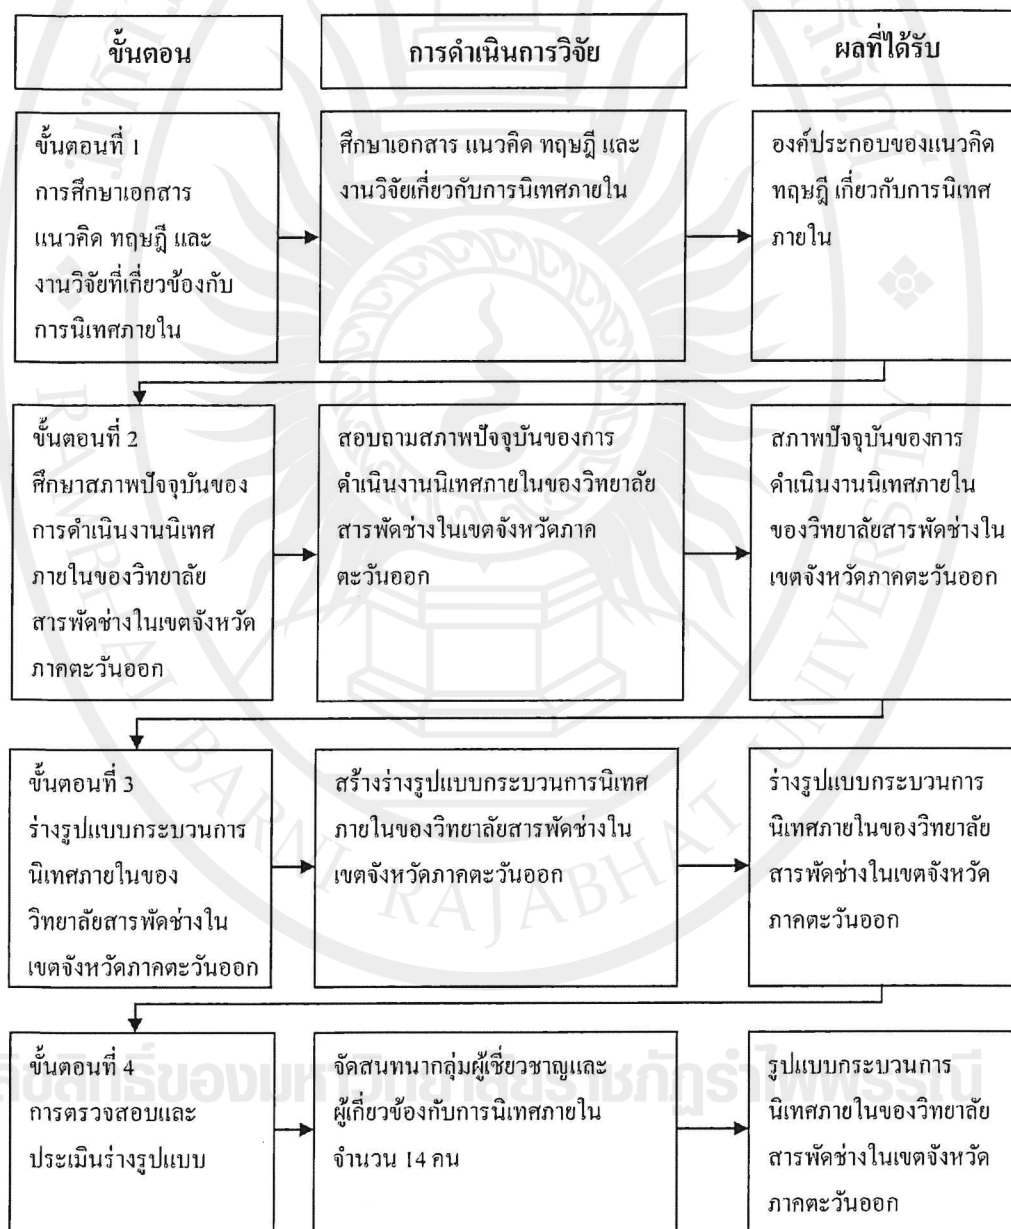 ขั้นตอน
การดำเนินการวิจัย
ผลที่ได้รับ
ขั้นตอนที่ 1
การศึกษาเอกสาร
แนวคิด ทฤษฎี และ
งานวิจัยที่เกี่ยวข้องกับ
การนิเทศภายใน
ศึกษาเอกสาร แนวคิด ทฤษฎี และ
งานวิจัยเกี่ยวกับการนิเทศภายใน
องค์ประกอบของแนวคิด
ทฤษฎี เกี่ยวกับการนิเทศ
ภายใน
ขั้นตอนที่ 2
ศึกษาสภาพปัจจุบันของ
การดำเนินงานนิเทศ
ภายในของวิทยาลัย
สารพัดช่างในเขตจังหวัด
ภาคตะวันออก
สอบถามสภาพปัจจุบันของการ
ดำเนินงานนิเทศภายในของวิทยาลัย
สารพัดช่างในเขตจังหวัดภาค
ตะวันออก
สภาพปัจจุบันของการ
ดำเนินงานนิเทศภายใน
ของวิทยาลัยสารพัดช่างใน
เขตจังหวัดภาคตะวันออก
ขั้นตอนที่ 3
ร่างรูปแบบกระบวนการ
นิเทศภายในของ
วิทยาลัยสารพัดช่างใน
เขตจังหวัดภาคตะวันออก
สร้างร่างรูปแบบกระบวนการนิเทศ
ภายในของวิทยาลัยสารพัดช่างใน
เขตจังหวัดภาคตะวันออก
ร่างรูปแบบกระบวนการ
นิเทศภายในของวิทยาลัย
สารพัดช่างในเขตจังหวัด
ภาคตะวันออก
ขั้นตอนที่ 4
การตรวจสอบและ
ประเมินร่างรูปแบบ
จัดสนทนากลุ่มผู้เชี่ยวชาญและ
ผู้เกี่ยวข้องกับการนิเทศภายใน
จำนวน 14 คน
รูปแบบกระบวนการ
นิเทศภายในของวิทยาลัย
สารพัดช่างในเขตจังหวัด
ภาคตะวันออก
RAMBHAI BARNI RAJABHAT UNIVERSITY